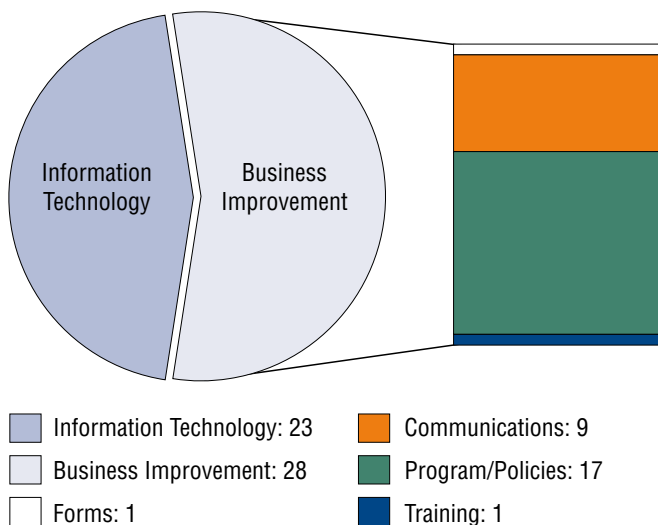 Information
Technology
Business
Improvement
Information Technology: 23
Business Improvement: 28
Forms: 1
Communications: 9
Program/Policies: 17
Training: 1